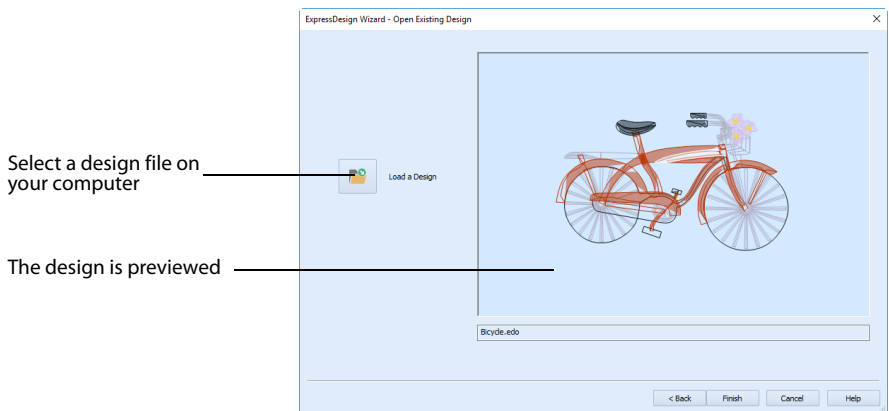 ExpressDesign Wizard - Open Existing Design
Select a design file on
your computer
Load a Design
The design is previewed
Bicycle.edo
< Back
Finish
Cancel
Help